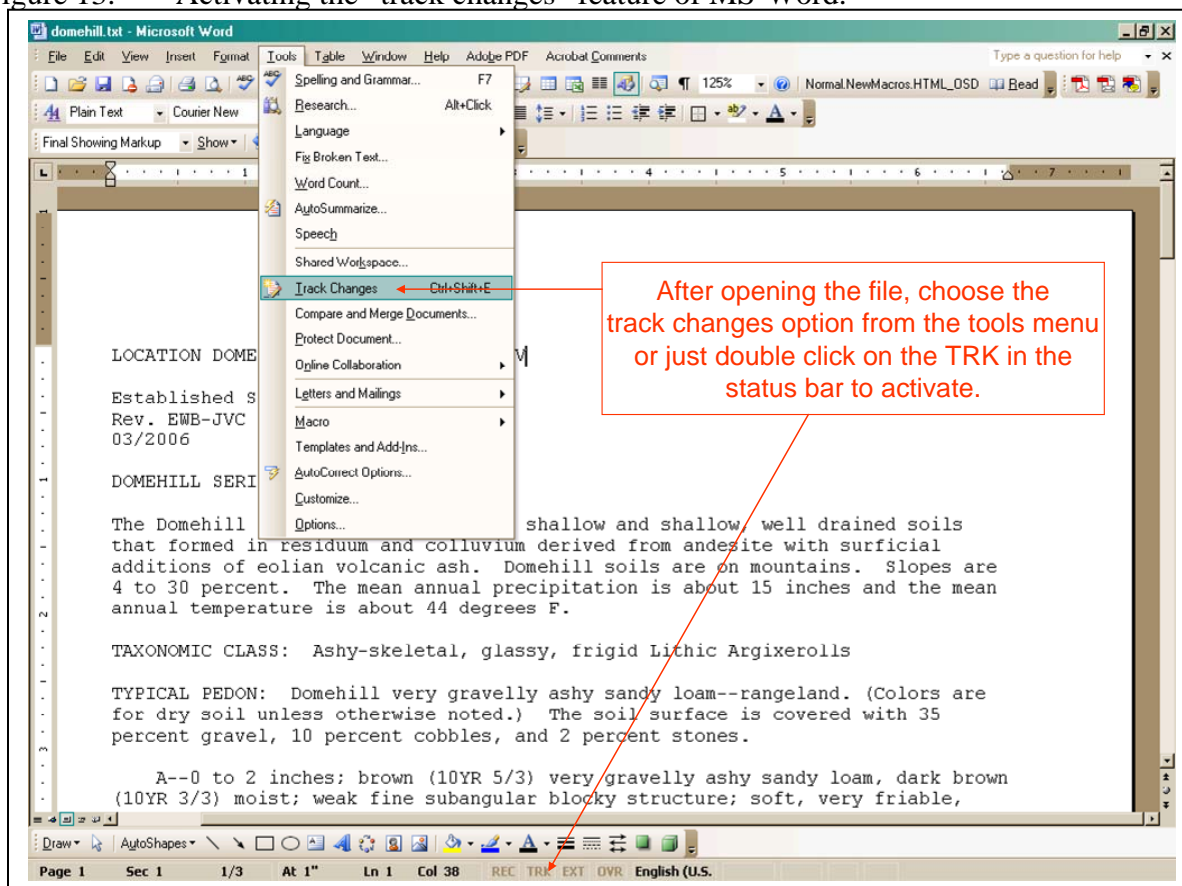 igure 13. Activating the "track changes" feature of MS Word.
domehill.txt - Microsoft Word
File Edit View Insert Format Tools Table Window Help Adobe PDF Acrobat Comments Type a question for help
125% Normal.NewMacros.HTML_OSD Read
Plain Text Courier New
Final Showing Markup Show
Spelling and Grammar... F7
Research... Alt+Click
Language
Fix Broken Text...
Word Count...
AutoSummarize...
Speech
Shared Workspace...
Track Changes Ctrl+Shift+E
Compare and Merge Documents...
Protect Document...
Online Collaboration
Letters and Mailings
Macro
Templates and Add-Ins...
AutoCorrect Options...
Customize...
Options...
After opening the file, choose the
track changes option from the tools menu
or just double click on the TRK in the
status bar to activate.
LOCATION DOME V
Established S
Rev. EWB-JVC
03/2006
DOMEHILL SERI
The Domehill shallow and shallow, well drained soils
that formed in residuum and colluvium derived from andesite with surficial
additions of eolian volcanic ash. Domehill soils are on mountains. Slopes are
4 to 30 percent. The mean annual precipitation is about 15 inches and the mean
annual temperature is about 44 degrees F.
TAXONOMIC CLASS: Ashy-skeletal, glassy, frigid Lithic Argixerolls
TYPICAL PEDON: Domehill very gravelly ashy sandy loam--rangeland. (Colors are
for dry soil unless otherwise noted.) The soil surface is covered with 35
percent gravel, 10 percent cobbles, and 2 percent stones.
A--0 to 2 inches; brown (10YR 5/3) very gravelly ashy sandy loam, dark brown
(10YR 3/3) moist; weak fine subangular blocky structure; soft, very friable,
Draw AutoShapes
Page 1 Sec 1 1/3 At 1" Ln 1 Col 38 REC TRK EXT OVR English (U.S.